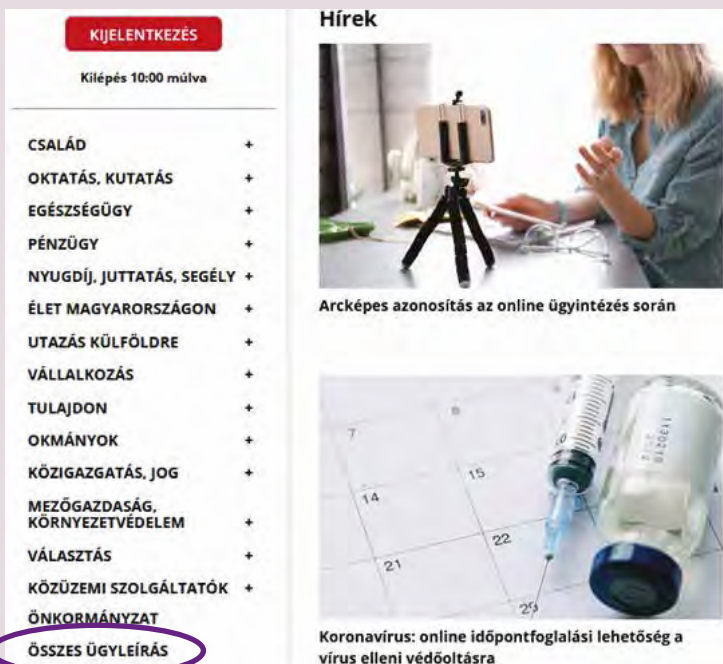 KIJELENTKEZÉS
Kilépés 10:00 múlva
CSALÁD +
OKTATÁS, KUTATÁS +
EGÉSZSÉGÜGY +
PÉNZÜGY +
NYUGDÍJ, JUTTATÁS, SEGÉLY +
ÉLET MAGYARORSZÁGON +
UTAZÁS KÜLFÖLDRE +
VÁLLALKOZÁS +
TULAJDON +
OKMÁNYOK +
KÖZIGAZGATÁS, JOG +
MEZŐGAZDASÁG,
KÖRNYEZETVÉDELEM +
VÁLASZTÁS +
KÖZÜZEMI SZOLGÁLTATÓK +
ÖNKORMÁNYZAT
ÖSSZES ÜGYLEÍRÁS
Hírek
Arcképes azonosítás az online ügyintézés során
7
8
14
15
21
22
29
Koronavírus: online időpontfoglalási lehetőség a
vírus elleni védőoltásra